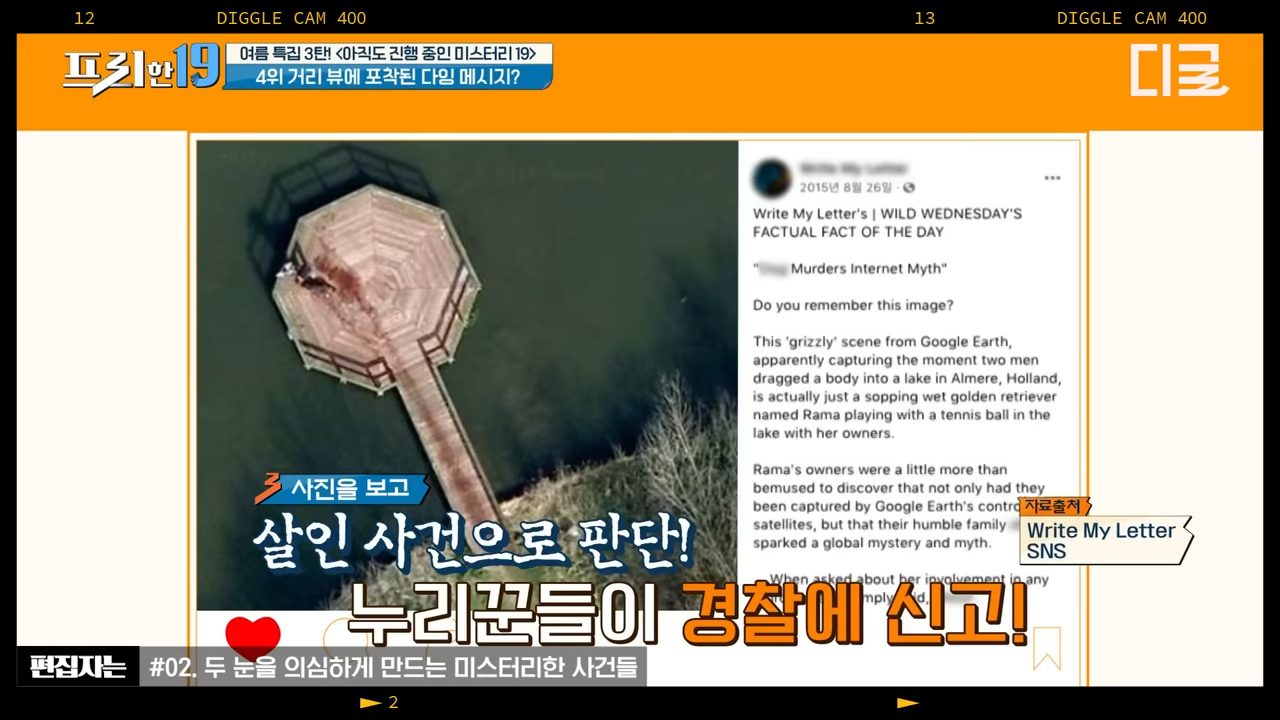 12 DIGGLE CAM 400 13 DIGGLE CAM 400
프리한19
여름 특집 3탄! <아직도 진행 중인 미스터리 19>
4위 거리 뷰에 포착된 다잉 메시지?
디글
2015년 8월 26일 ·
Write My Letter's | WILD WEDNESDAY'S
FACTUAL FACT OF THE DAY
" Murders Internet Myth"
Do you remember this image?
This 'grizzly' scene from Google Earth,
apparently capturing the moment two men
dragged a body into a lake in Almere, Holland,
is actually just a sopping wet golden retriever
named Rama playing with a tennis ball in the
lake with her owners.
Rama's owners were a little more than
bemused to discover that not only had they
been captured by Google Earth's
satellites, but that their humble family
sparked a global mystery and myth.
When asked about her involvement in any
자료출처
Write My Letter
SNS
3 사진을 보고
살인 사건으로 판단!
누리꾼들이 경찰에 신고!
편집자는 #02. 두 눈을 의심하게 만드는 미스터리한 사건들
2